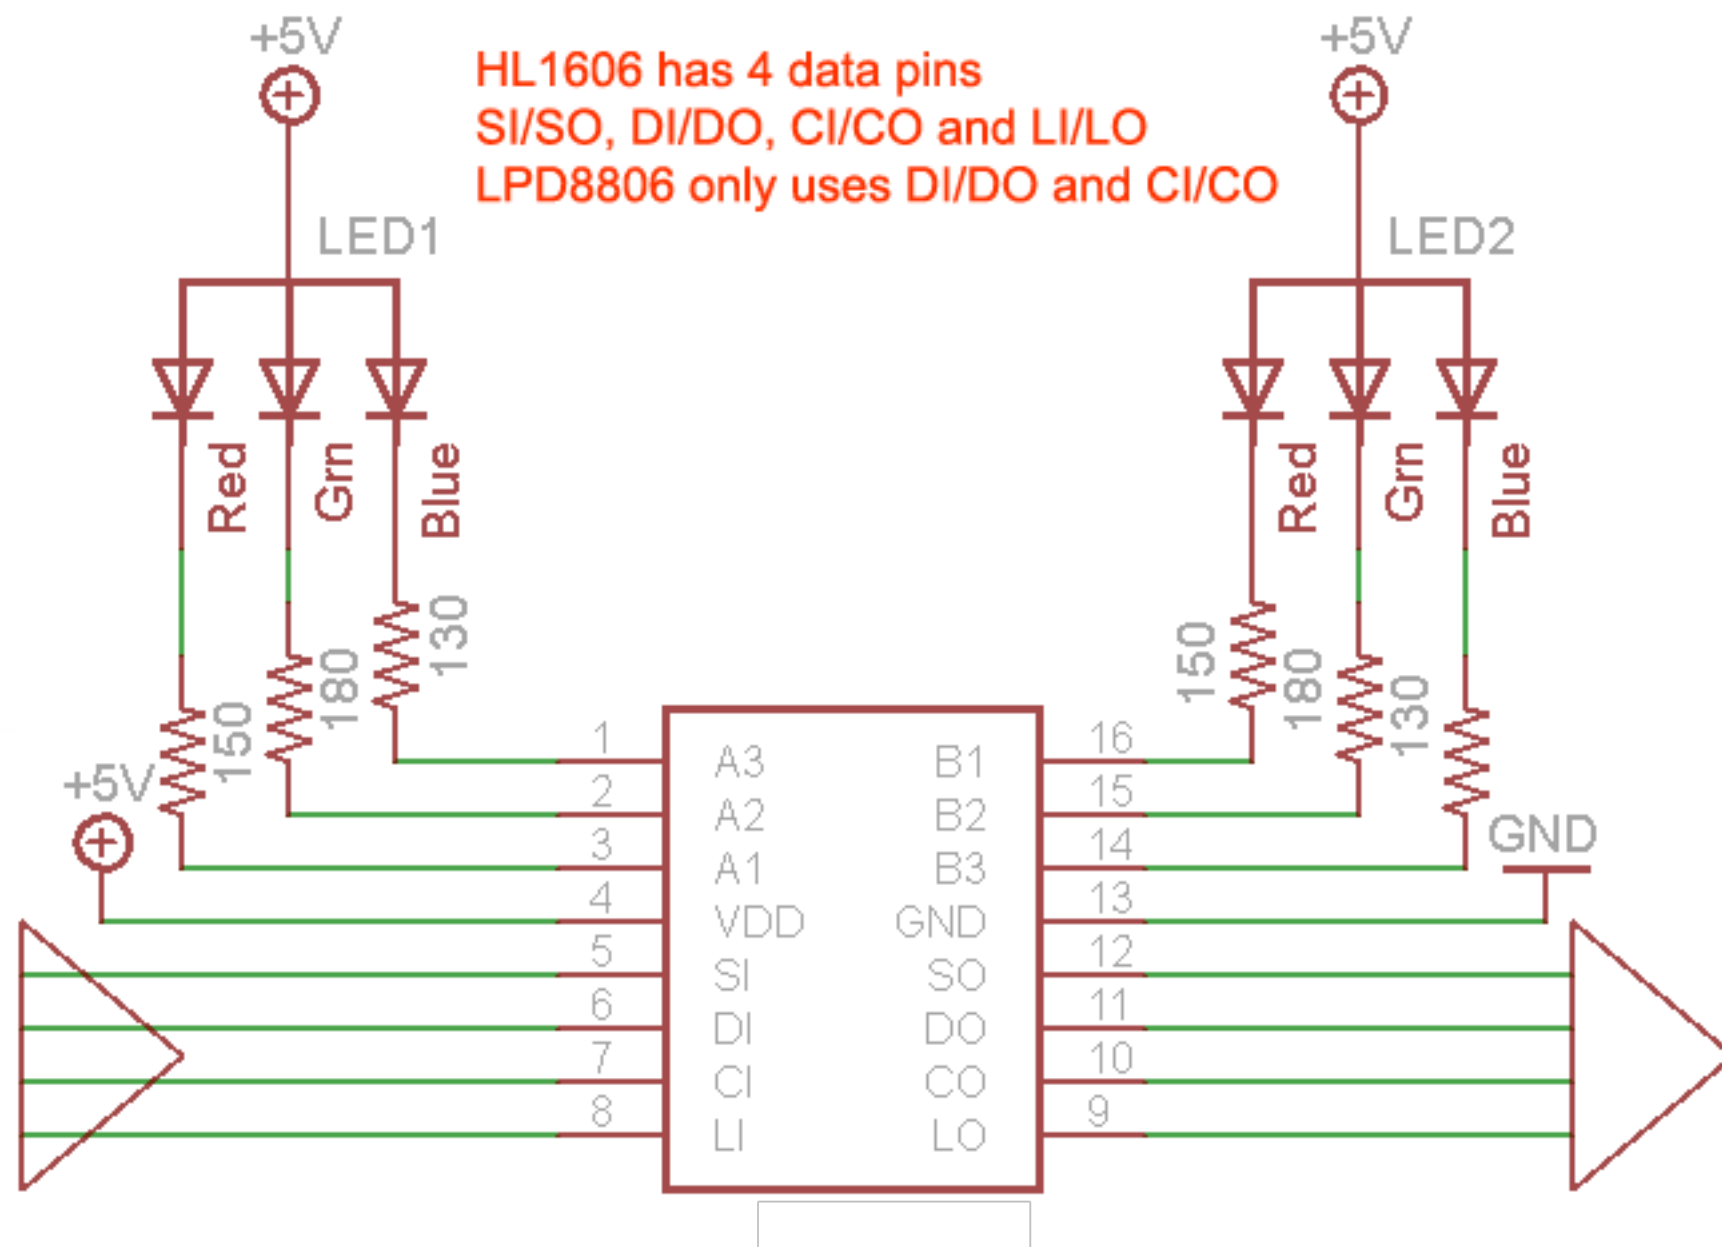 +5V
+5V
HL1606 has 4 data pins
SI/SO, DI/DO, CI/CO and LI/LO
LPD8806 only uses DI/DO and CI/CO
LED1
LED2
Red
Grn
Blue
Red
Grn
Blue
150
180
130
150
180
130
+5V
GND
1
A3
B1
16
2
A2
B2
15
3
A1
B3
14
4
VDD
GND
13
5
SI
SO
12
6
DI
DO
11
7
CI
CO
10
8
LI
LO
9